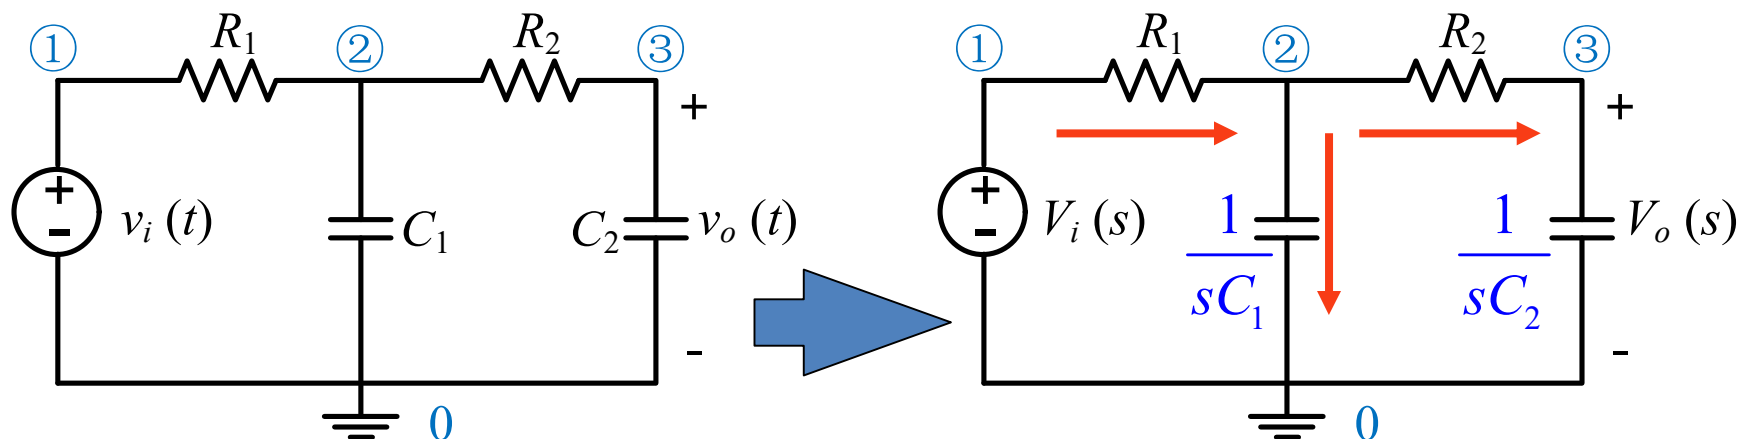 ① R₁ ② R₂ ③
+
+
-
vᵢ (t)
C₁
C₂
vₒ (t)
-
0
① R₁ ② R₂ ③
+
+
-
Vᵢ (s)
1
sC₁
1
sC₂
Vₒ (s)
-
0